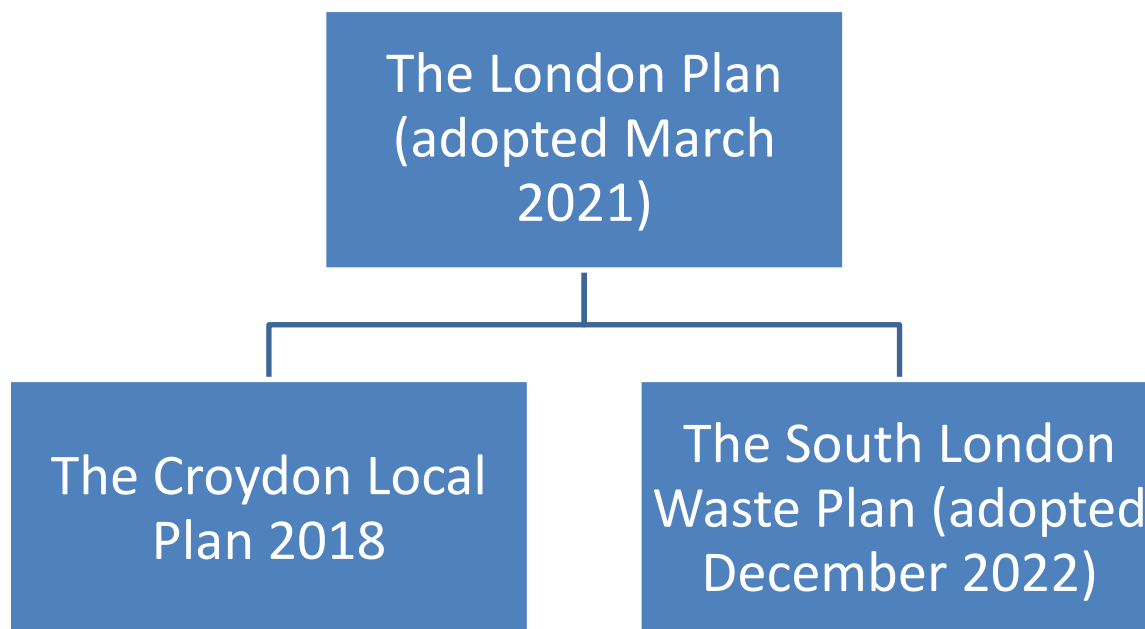 The London Plan
(adopted March
2021)
The Croydon Local
Plan 2018
The South London
Waste Plan (adopted
December 2022)